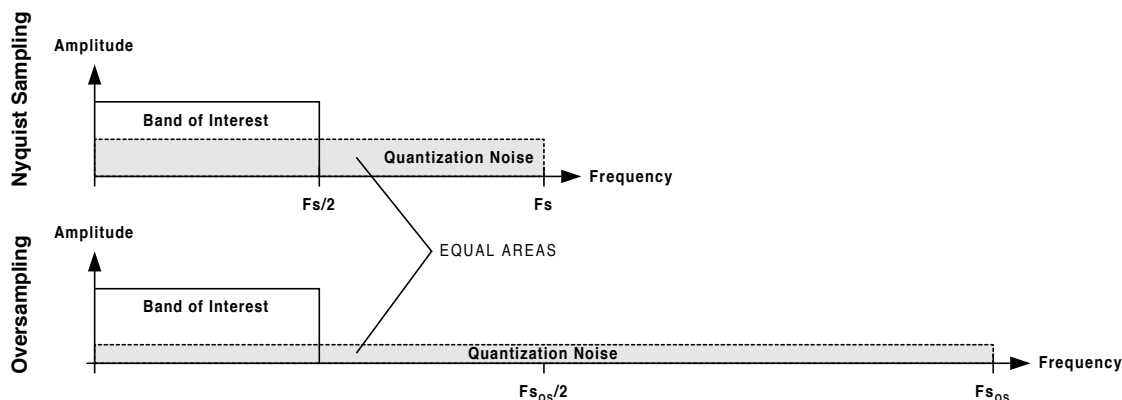 Nyquist Sampling
Amplitude
Band of Interest
Quantization Noise
Frequency
Fs/2
Fs
EQUAL AREAS
Oversampling
Amplitude
Band of Interest
Quantization Noise
Frequency
Fsos/2
Fsos